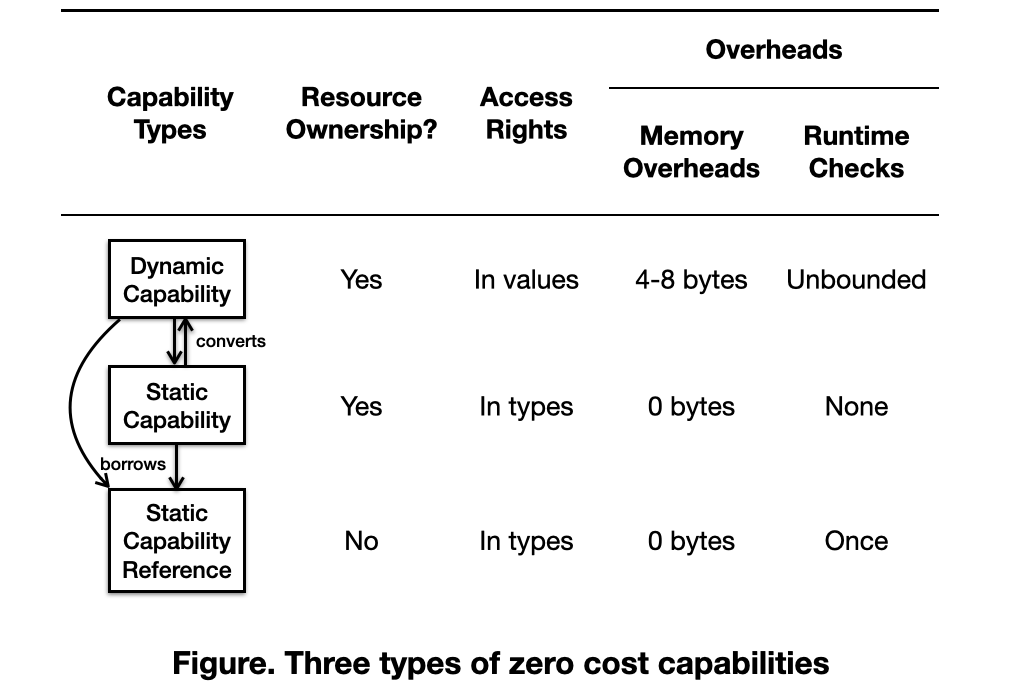 Overheads
Capability
Types
Resource
Ownership?
Access
Rights
Memory
Overheads
Runtime
Checks
Dynamic
Capability
Yes
In values
4-8 bytes
Unbounded
converts
Static
Capability
Yes
In types
0 bytes
None
borrows
Static
Capability
Reference
No
In types
0 bytes
Once
Figure. Three types of zero cost capabilities